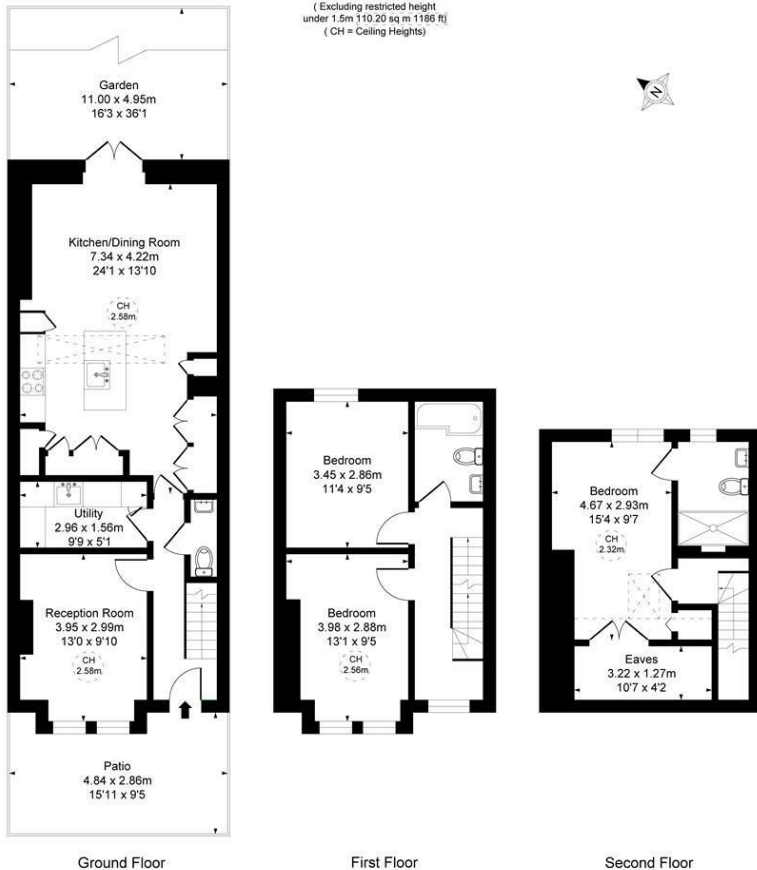 ( Excluding restricted height
under 1.5m 110.20 sq m 1186 ft)
( CH = Ceiling Heights)
N
Garden
11.00 x 4.95m
16'3 x 36'1
Kitchen/Dining Room
7.34 x 4.22m
24'1 x 13'10
CH
2.58m
Utility
2.96 x 1.56m
9'9 x 5'1
Reception Room
3.95 x 2.99m
13'0 x 9'10
CH
2.58m
Patio
4.84 x 2.86m
15'11 x 9'5
Ground Floor
Bedroom
3.45 x 2.86m
11'4 x 9'5
Bedroom
3.98 x 2.88m
13'1 x 9'5
CH
2.56m
First Floor
Bedroom
4.67 x 2.93m
15'4 x 9'7
CH
2.32m
Eaves
3.22 x 1.27m
10'7 x 4'2
Second Floor